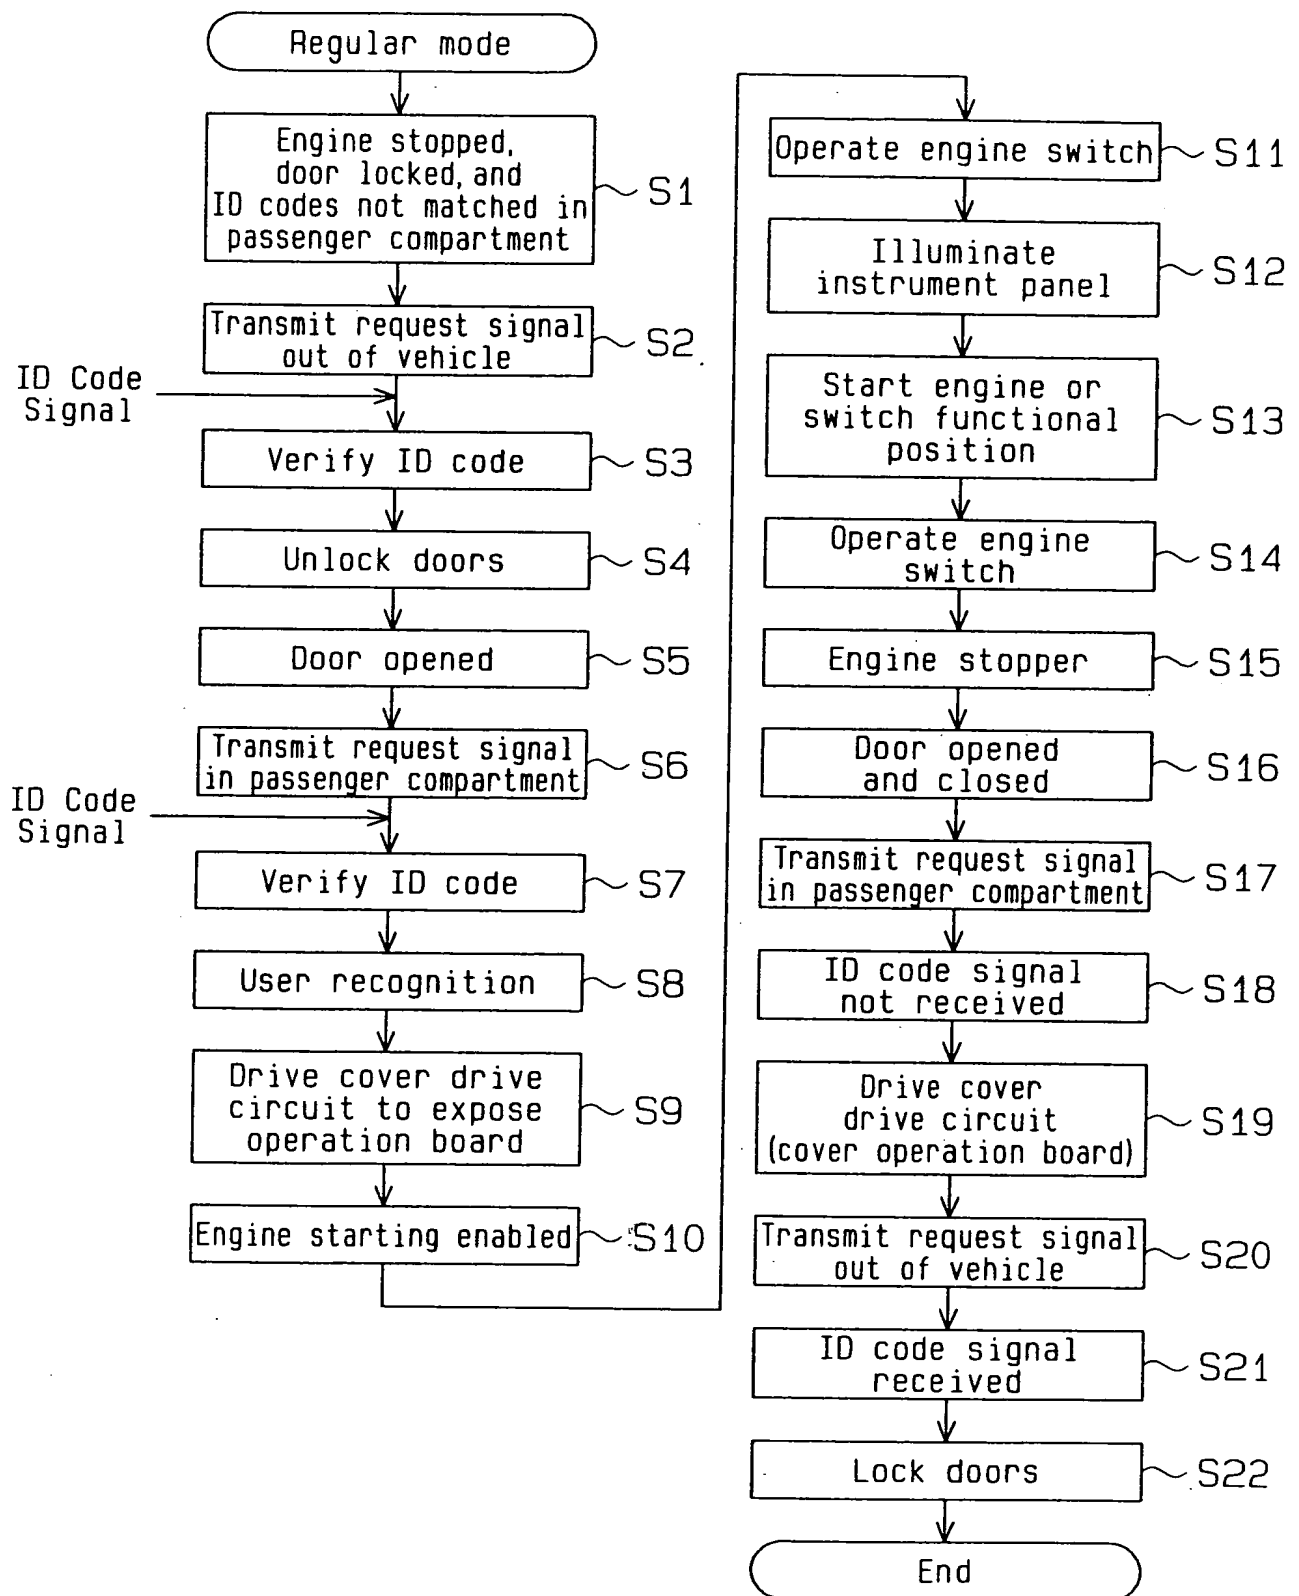 Regular mode
Engine stopped,
door locked, and
ID codes not matched in
passenger compartment
S1
Transmit request signal
out of vehicle
S2
ID Code
Signal
Verify ID code
S3
Unlock doors
S4
Door opened
S5
Transmit request signal
in passenger compartment
S6
ID Code
Signal
Verify ID code
S7
User recognition
S8
Drive cover drive
circuit to expose
operation board
S9
Engine starting enabled
S10
Operate engine switch
S11
Illuminate
instrument panel
S12
Start engine or
switch functional
position
S13
Operate engine
switch
S14
Engine stopper
S15
Door opened
and closed
S16
Transmit request signal
in passenger compartment
S17
ID code signal
not received
S18
Drive cover
drive circuit
(cover operation board)
S19
Transmit request signal
out of vehicle
S20
ID code signal
received
S21
Lock doors
S22
End